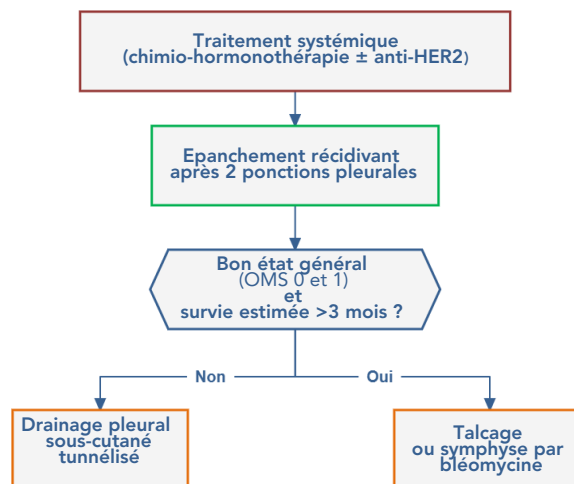 Traitement systémique
(chimio-hormonothérapie ± anti-HER2)
Epanchement récidivant
après 2 ponctions pleurales
Bon état général
(OMS 0 et 1)
et
survie estimée >3 mois ?
Non
Oui
Drainage pleural
sous-cutané
tunnélisé
Talcage
ou symphyse par
bléomycine